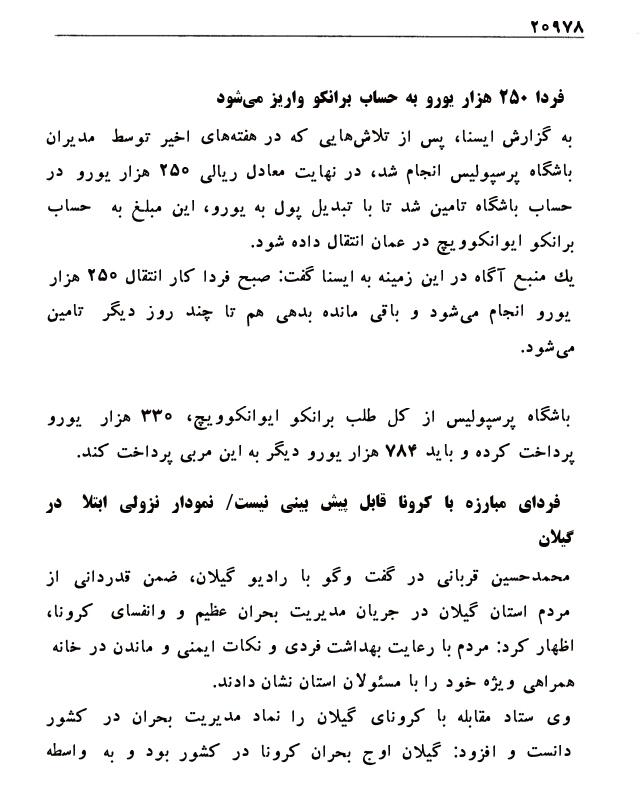 ۲۰۹۷۸
فردا ۲۵۰ هزار یورو به حساب برانکو واریز می‌شود
به گزارش ایسنا، پس از تلاش‌هایی که در هفته‌های اخیر توسط مدیران
باشگاه پرسپولیس انجام شد، در نهایت معادل ریالی ۲۵۰ هزار یورو در
حساب باشگاه تامین شد تا با تبدیل پول به یورو، این مبلغ به حساب
برانکو ایوانکوویچ در عمان انتقال داده شود.
یك منبع آگاه در این زمینه به ایسنا گفت: صبح فردا کار انتقال ۲۵۰ هزار
یورو انجام می‌شود و باقی مانده بدهی هم تا چند روز دیگر تامین
می‌شود.
باشگاه پرسپولیس از کل طلب برانکو ایوانکوویچ، ۳۳۰ هزار یورو
پرداخت کرده و باید ۷۸۴ هزار یورو دیگر به این مربی پرداخت کند.
فردای مبارزه با کرونا قابل پیش بینی نیست/ نمودار نزولی ابتلا در
گیلان
محمدحسین قربانی در گفت وگو با رادیو گیلان، ضمن قدردانی از
مردم استان گیلان در جریان مدیریت بحران عظیم و وانفسای کرونا،
اظهار کرد: مردم با رعایت بهداشت فردی و نکات ایمنی و ماندن در خانه
همراهی ویژه خود را با مسئولان استان نشان دادند.
وی ستاد مقابله با کرونای گیلان را نماد مدیریت بحران در کشور
دانست و افزود: گیلان اوج بحران کرونا در کشور بود و به واسطه